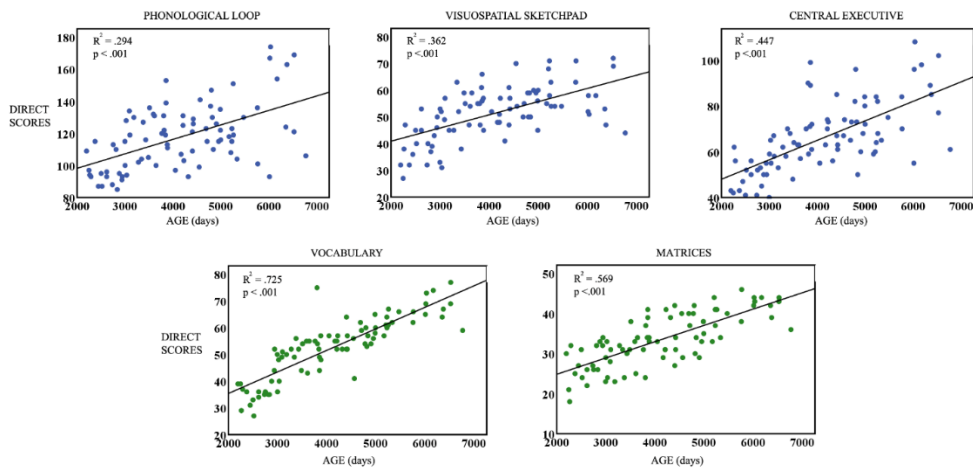 PHONOLOGICAL LOOP
180
160
140
120
100
80
R² = .294
p < .001
DIRECT
SCORES
2000 3000 4000 5000 6000 7000
AGE (days)
VISUOSPATIAL SKETCHPAD
80
70
60
50
40
30
20
R² = .362
p <.001
2000 3000 4000 5000 6000 7000
AGE (days)
CENTRAL EXECUTIVE
100
80
60
40
R² = .447
p <.001
2000 3000 4000 5000 6000 7000
AGE (days)
VOCABULARY
80
70
60
50
40
30
20
R² = .725
p < .001
DIRECT
SCORES
2000 3000 4000 5000 6000 7000
AGE (days)
MATRICES
50
40
30
20
10
R² = .569
p <.001
2000 3000 4000 5000 6000 7000
AGE (days)